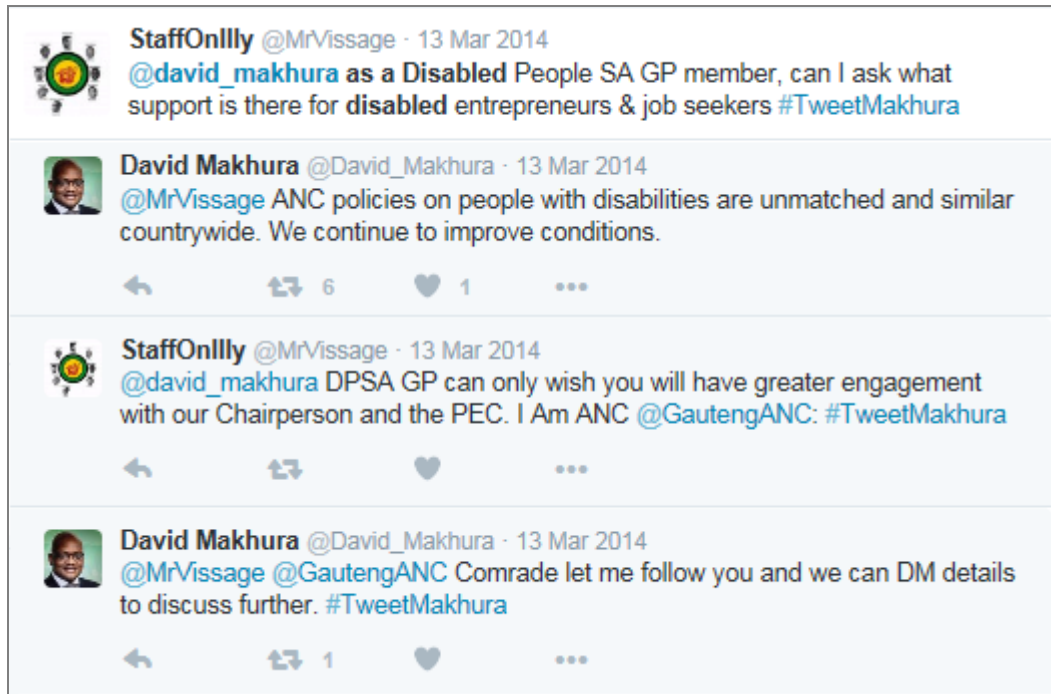 StaffOnIlly @MrVissage · 13 Mar 2014
@david_makhura as a Disabled People SA GP member, can I ask what
support is there for disabled entrepreneurs & job seekers #TweetMakhura
David Makhura @David_Makhura · 13 Mar 2014
@MrVissage ANC policies on people with disabilities are unmatched and similar
countrywide. We continue to improve conditions.
6 1
StaffOnIlly @MrVissage · 13 Mar 2014
@david_makhura DPSA GP can only wish you will have greater engagement
with our Chairperson and the PEC. I Am ANC @GautengANC: #TweetMakhura
David Makhura @David_Makhura · 13 Mar 2014
@MrVissage @GautengANC Comrade let me follow you and we can DM details
to discuss further. #TweetMakhura
1